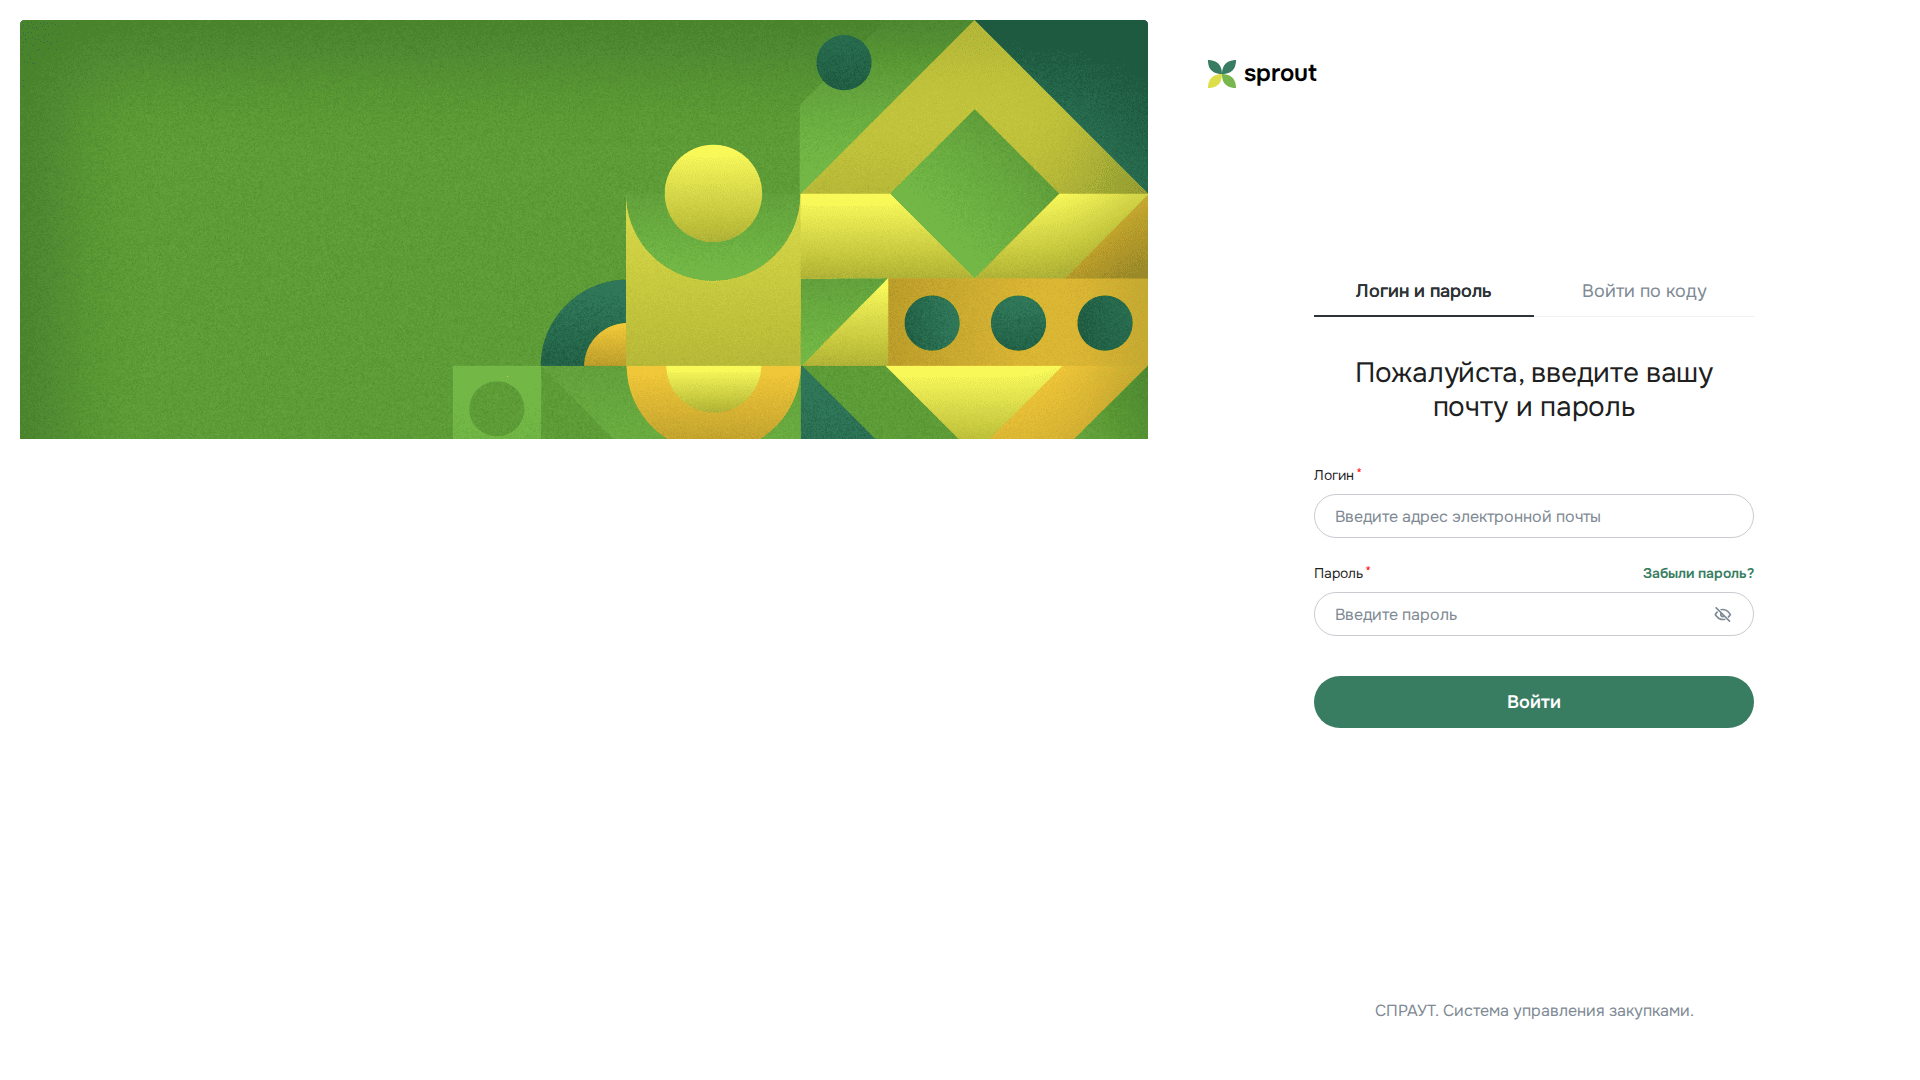 sprout
Логин и пароль
Войти по коду
Пожалуйста, введите вашу
почту и пароль
Логин *
Введите адрес электронной почты
Пароль *
Забыли пароль?
Введите пароль
Войти
СПРАУТ. Система управления закупками.